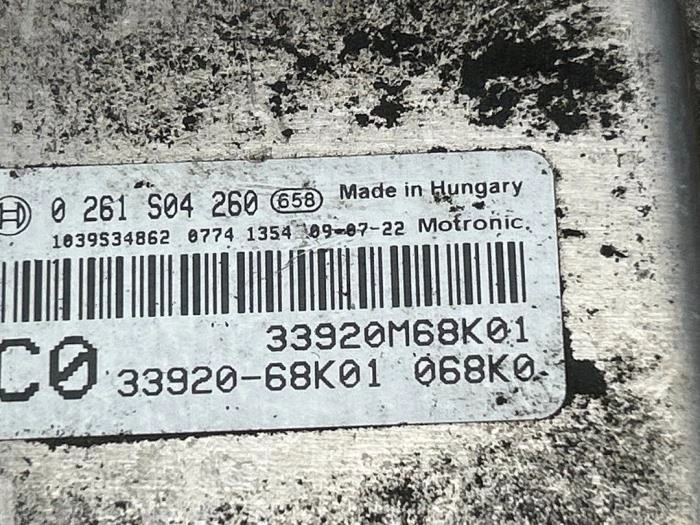 0 261 S04 260 658 Made in Hungary
1039S34862 0774 1354 09-07-22 Motronic.
33920M68K01
C0 33920-68K01 068K0